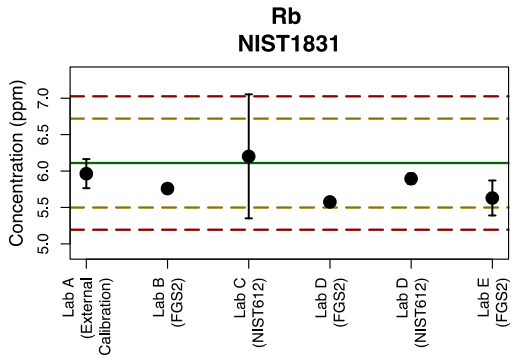 Rb
NIST1831
Concentration (ppm)
7.0
6.5
6.0
5.5
5.0
Lab A
(External
Calibration)
Lab B
(FGS2)
Lab C
(NIST612)
Lab D
(FGS2)
Lab D
(NIST612)
Lab E
(FGS2)